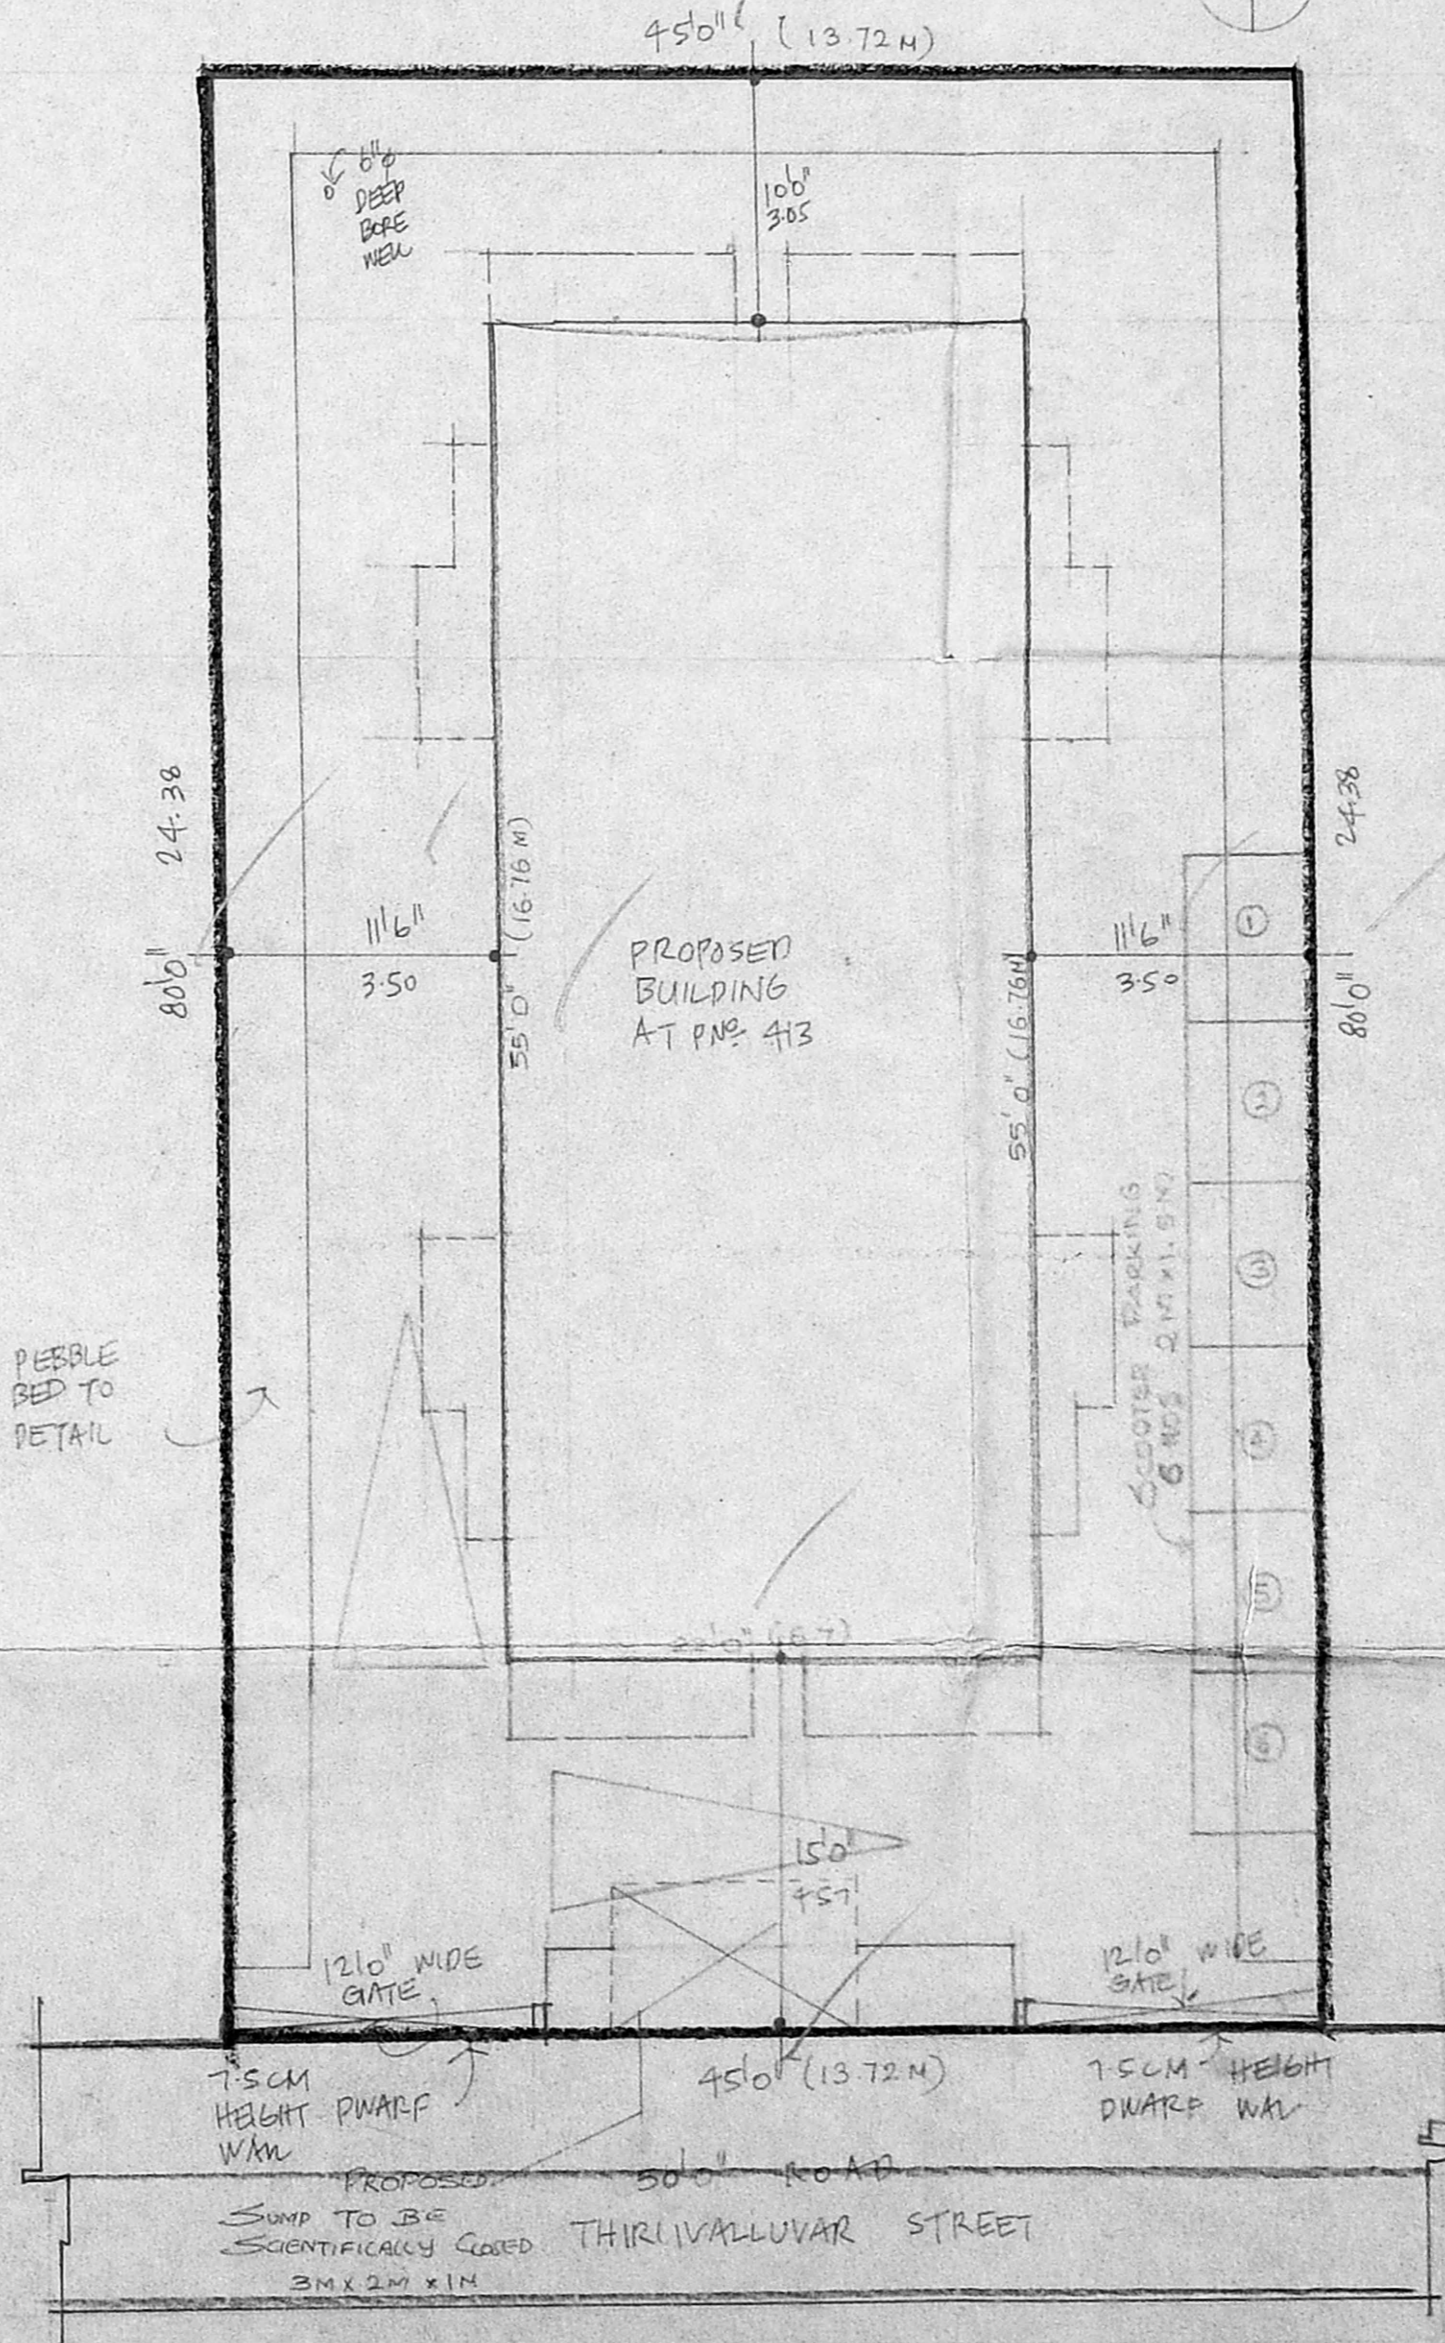 45'0" (13.72 M)
6"φ
DEEP
BORE
WELL
10'0"
3.05
24.38
80'0"
11'6"
3.50
55'0" (16.76 M)
PROPOSED
BUILDING
AT PNo 413
55'0" (16.76M)
11'6"
3.50
24.38
80'0"
1
2
3
4
5
6
SCOOTER PARKING
6 NOS 2M x 1.5M
PEBBLE
BED TO
DETAIL
15'0"
4.57
12'0" WIDE
GATE
12'0" WIDE
GATE
7.5CM
HEIGHT DWARF
WALL
45'0" (13.72 M)
7.5CM HEIGHT
DWARF WAL
PROPOSED
SUMP TO BE
SCIENTIFICALLY CLOSED
3M x 2M x 1M
50'0" ROAD
THIRUVALLUVAR STREET